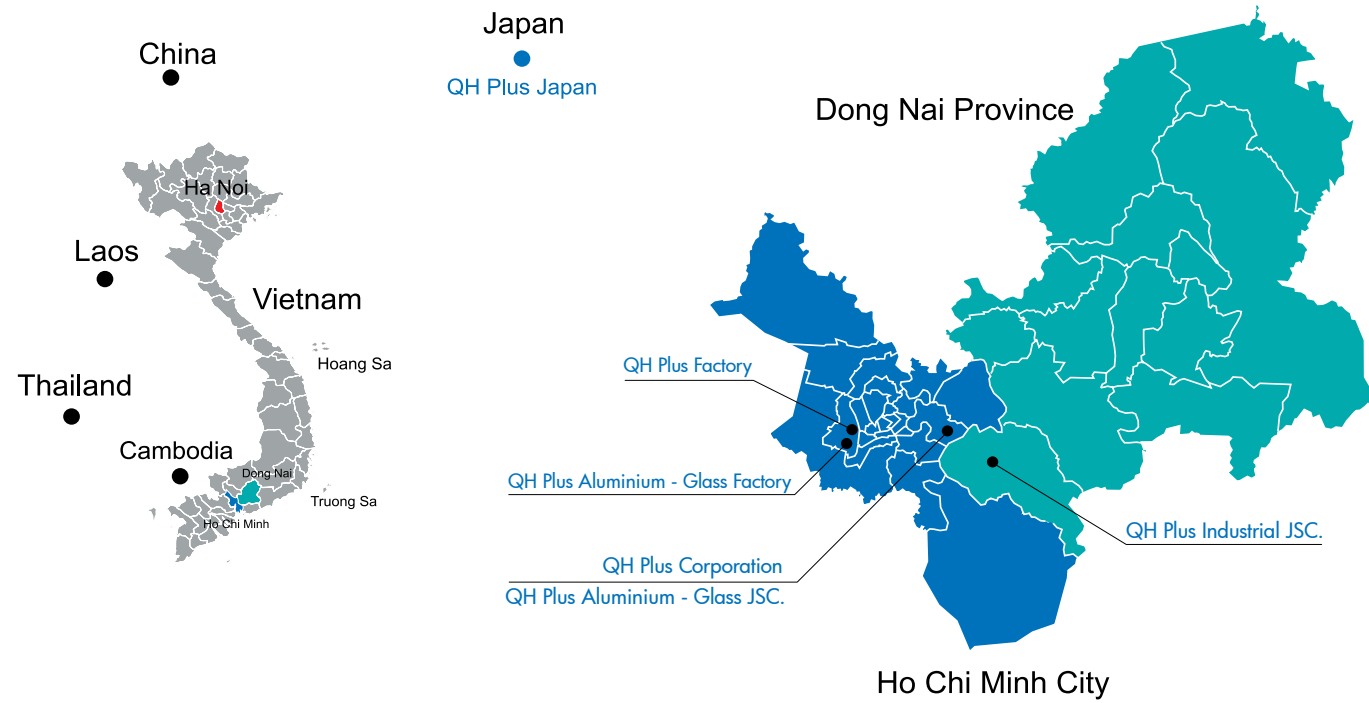 Japan
QH Plus Japan
China
Dong Nai Province
Ha Noi
Laos
Vietnam
Hoang Sa
Thailand
Cambodia
Dong Nai
Truong Sa
Ho Chi Minh
QH Plus Factory
QH Plus Aluminium - Glass Factory
QH Plus Corporation
QH Plus Aluminium - Glass JSC.
QH Plus Industrial JSC.
Ho Chi Minh City